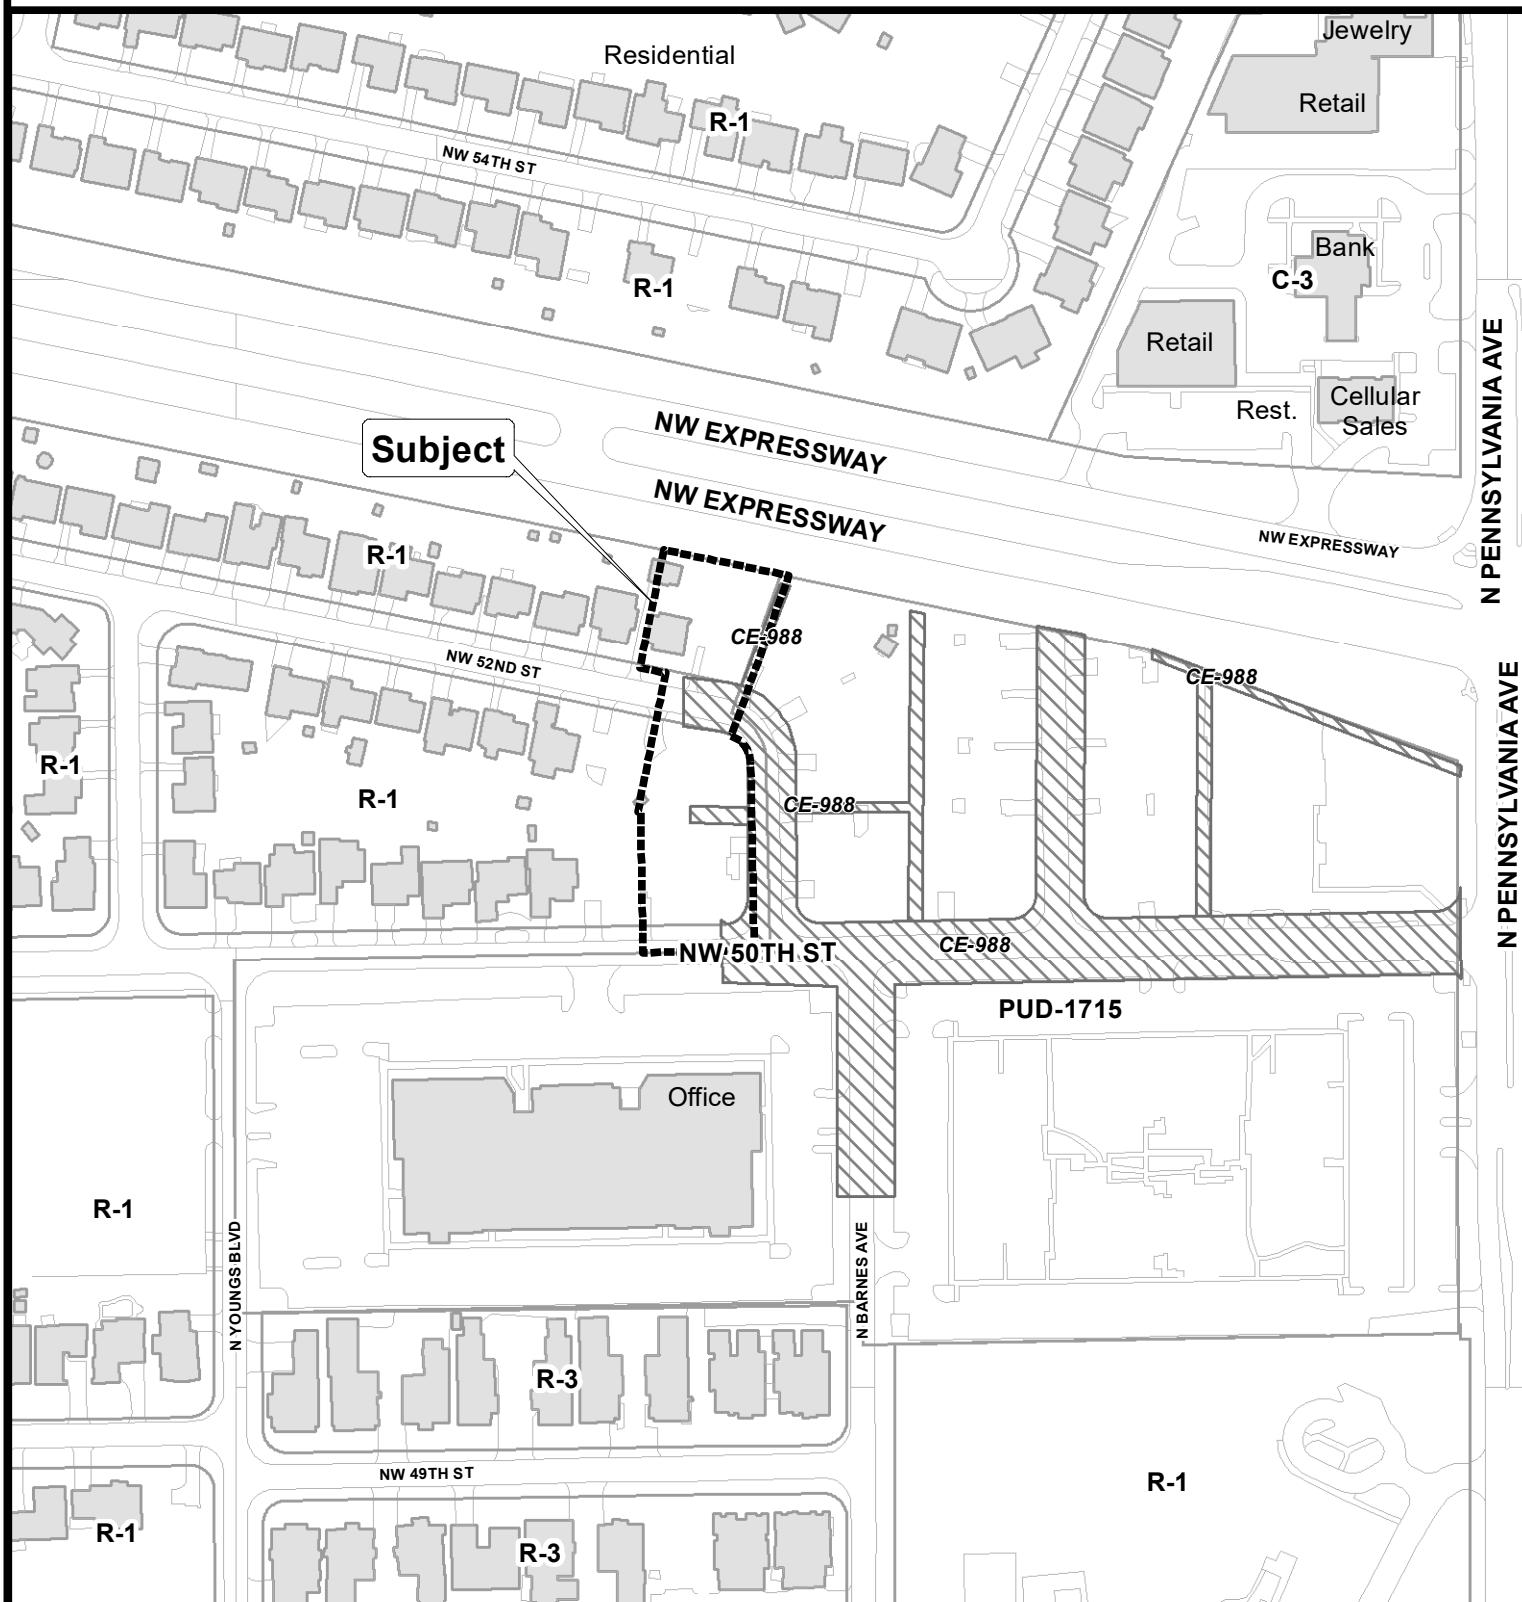 Jewelry
Residential
Retail
R-1
NW 54TH ST
Bank
C-3
R-1
Retail
N PENNSYLVANIA AVE
Cellular
Sales
Rest.
NW EXPRESSWAY
Subject
NW EXPRESSWAY
NW EXPRESSWAY
R-1
CE-988
NW 52ND ST
CE-988
N PENNSYLVANIA AVE
R-1
R-1
CE-988
NW 50TH ST
CE-988
PUD-1715
Office
R-1
N YOUNGS BLVD
N BARNES AVE
R-3
NW 49TH ST
R-1
R-1
R-3